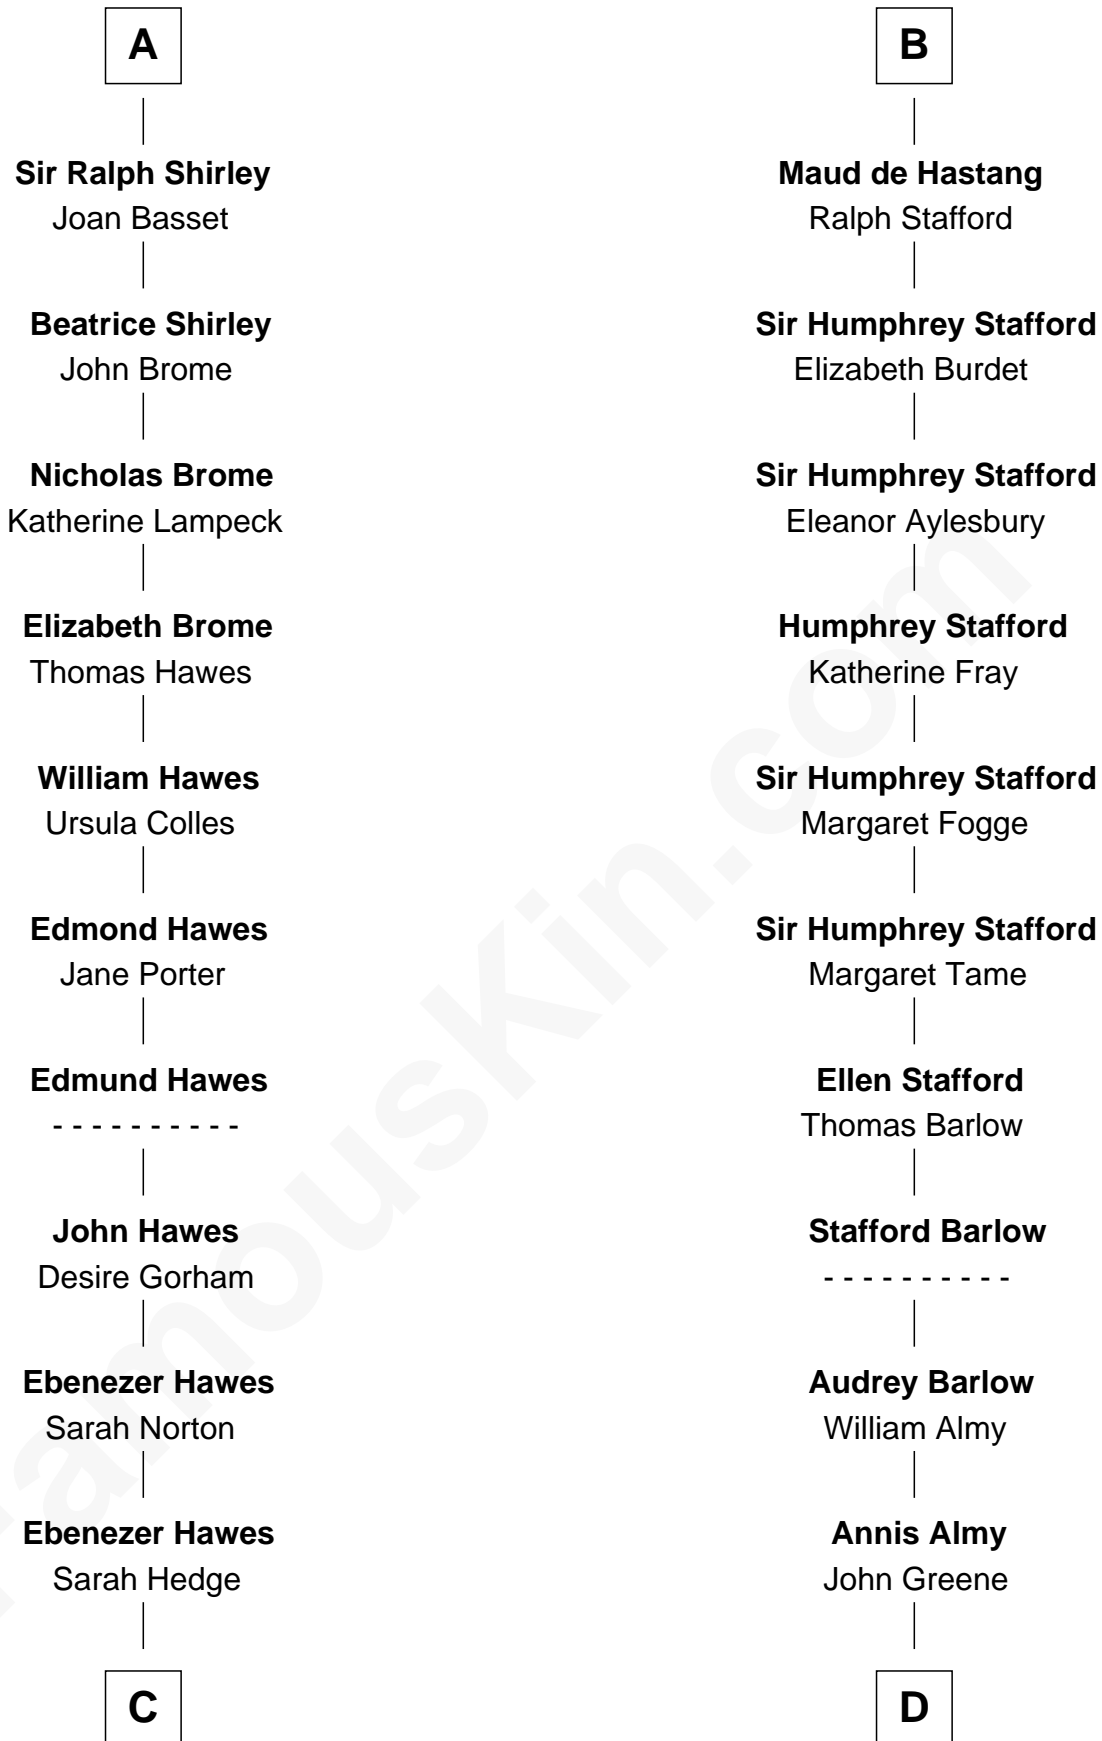 A
Sir Ralph Shirley
Joan Basset
Beatrice Shirley
John Brome
Nicholas Brome
Katherine Lampeck
Elizabeth Brome
Thomas Hawes
William Hawes
Ursula Colles
Edmond Hawes
Jane Porter
Edmund Hawes
- - - - - - - - - -
John Hawes
Desire Gorham
Ebenezer Hawes
Sarah Norton
Ebenezer Hawes
Sarah Hedge
C
B
Maud de Hastang
Ralph Stafford
Sir Humphrey Stafford
Elizabeth Burdet
Sir Humphrey Stafford
Eleanor Aylesbury
Humphrey Stafford
Katherine Fray
Sir Humphrey Stafford
Margaret Fogge
Sir Humphrey Stafford
Margaret Tame
Ellen Stafford
Thomas Barlow
Stafford Barlow
- - - - - - - - - -
Audrey Barlow
William Almy
Annis Almy
John Greene
D
FamousKin.com